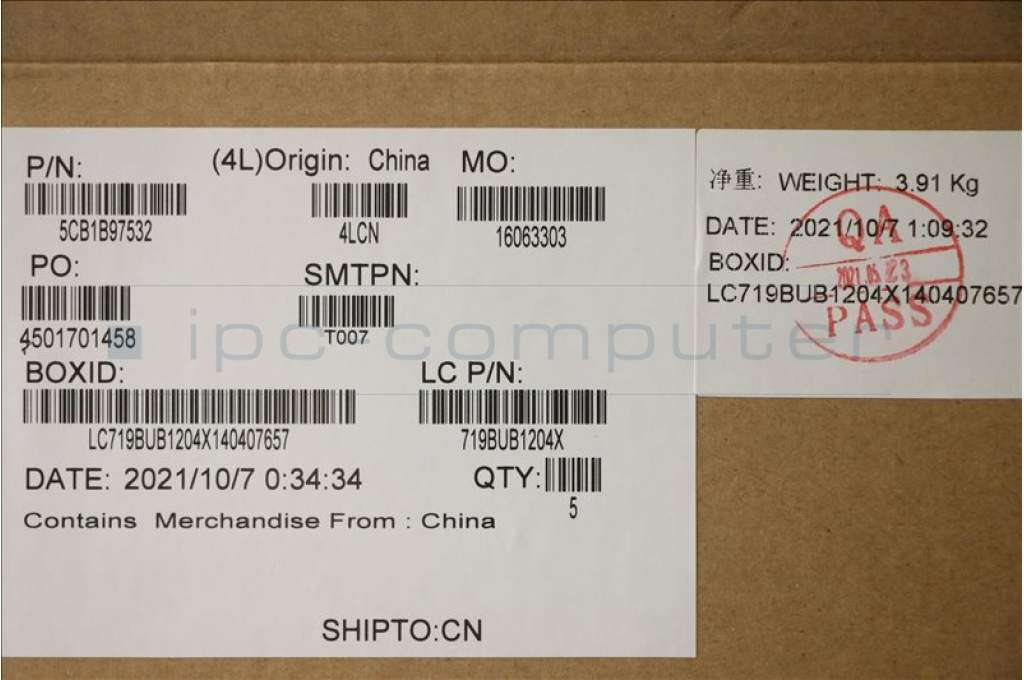 P/N:
5CB1B97532
(4L)Origin: China
4LCN
MO:
16063303
PO:
4501701458
SMTPN:
T007
BOXID:
LC719BUB1204X140407657
LC P/N:
719BUB1204X
DATE: 2021/10/7 0:34:34
QTY:
5
Contains Merchandise From : China
SHIPTO:CN
净重: WEIGHT: 3.91 Kg
DATE: 2021/10/7 1:09:32
BOXID:
LC719BUB1204X140407657
QA
PASS
ipc-computer